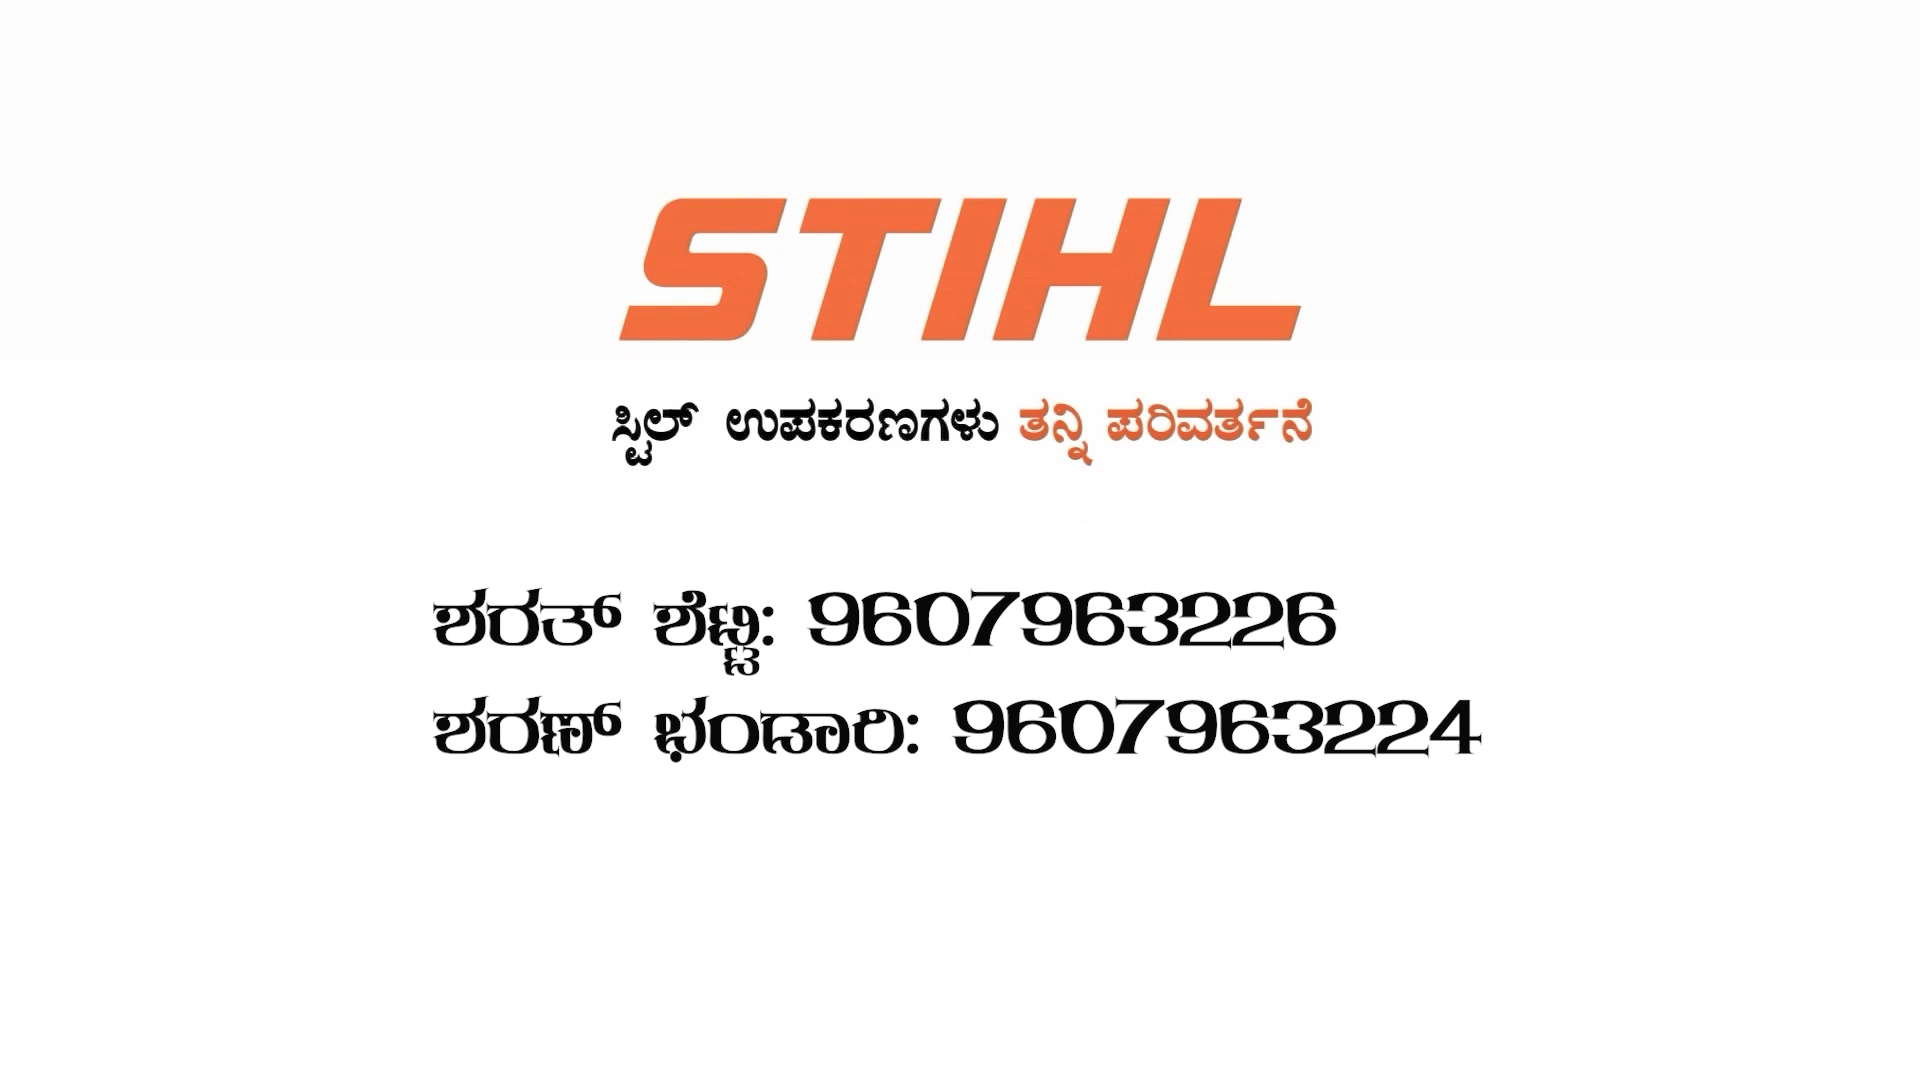 STIHL
ಸ್ಟಿಲ್ ಉಪಕರಣಗಳು ತನ್ನಿ ಪರಿವರ್ತನೆ
ಶರತ್ ಶೆಟ್ಟಿ: 9607963226
ಶರಣ್ ಭಂಡಾರಿ: 9607963224